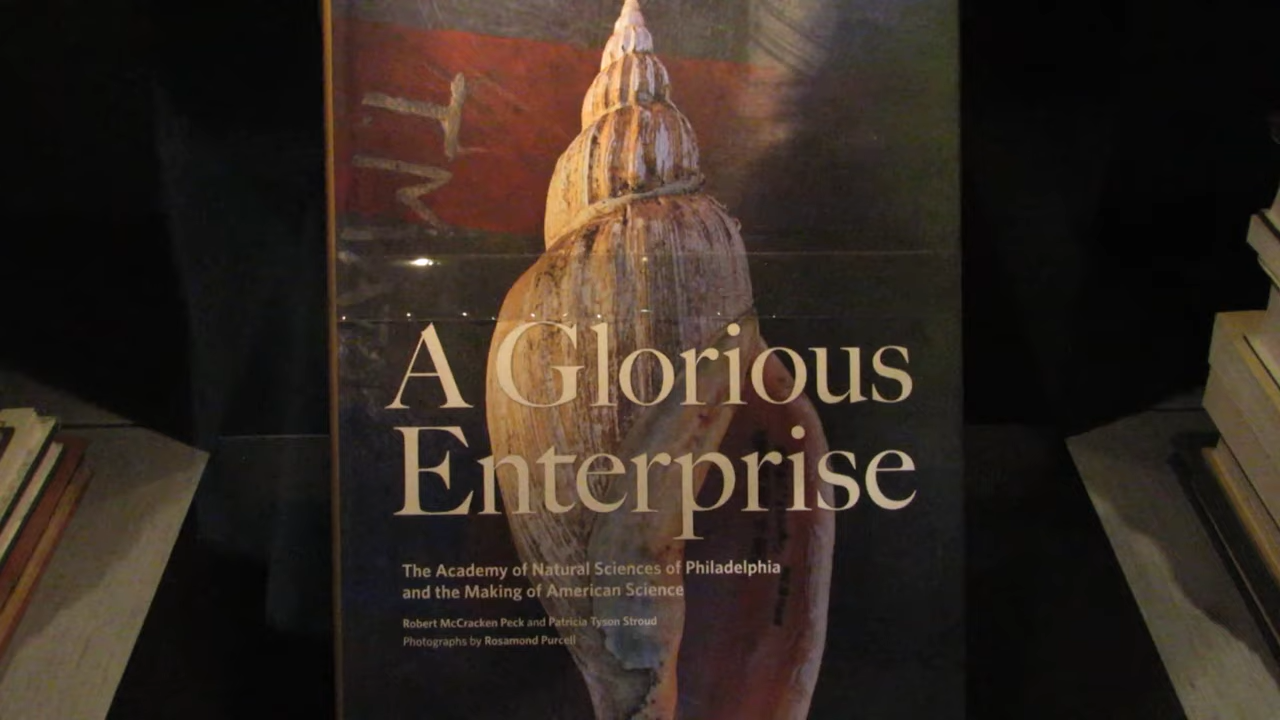 A Glorious
Enterprise
The Academy of Natural Sciences of Philadelphia
and the Making of American Science
Robert McCracken Peck and Patricia Tyson Stroud
Photographs by Rosamond Purcell